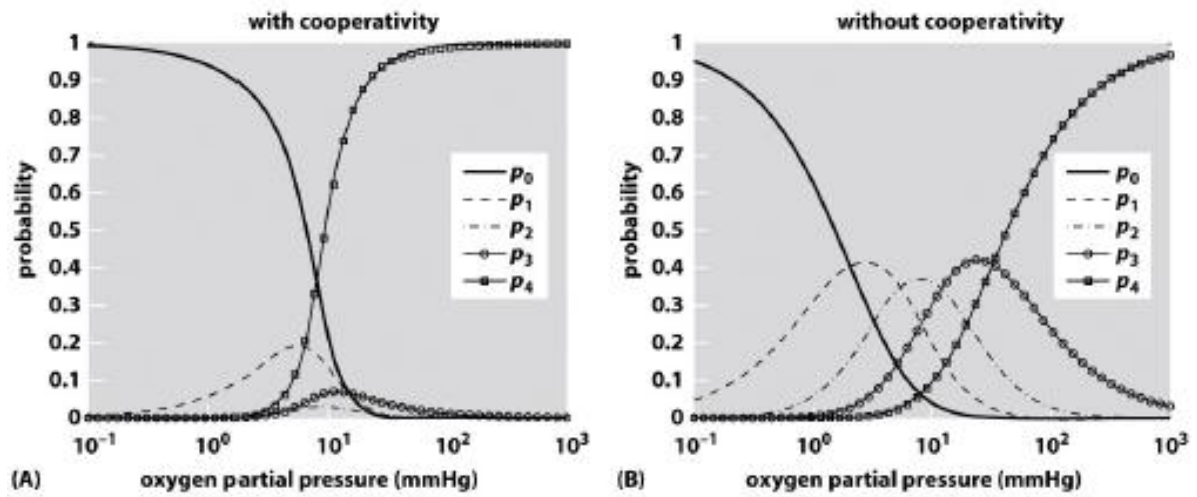 with cooperativity
1
0.9
0.8
0.7
0.6
0.5
0.4
0.3
0.2
0.1
0
probability
p0
p1
p2
p3
p4
10⁻¹ 10⁰ 10¹ 10² 10³
(A) oxygen partial pressure (mmHg)
without cooperativity
1
0.9
0.8
0.7
0.6
0.5
0.4
0.3
0.2
0.1
0
probability
p0
p1
p2
p3
p4
10⁻¹ 10⁰ 10¹ 10² 10³
(B) oxygen partial pressure (mmHg)